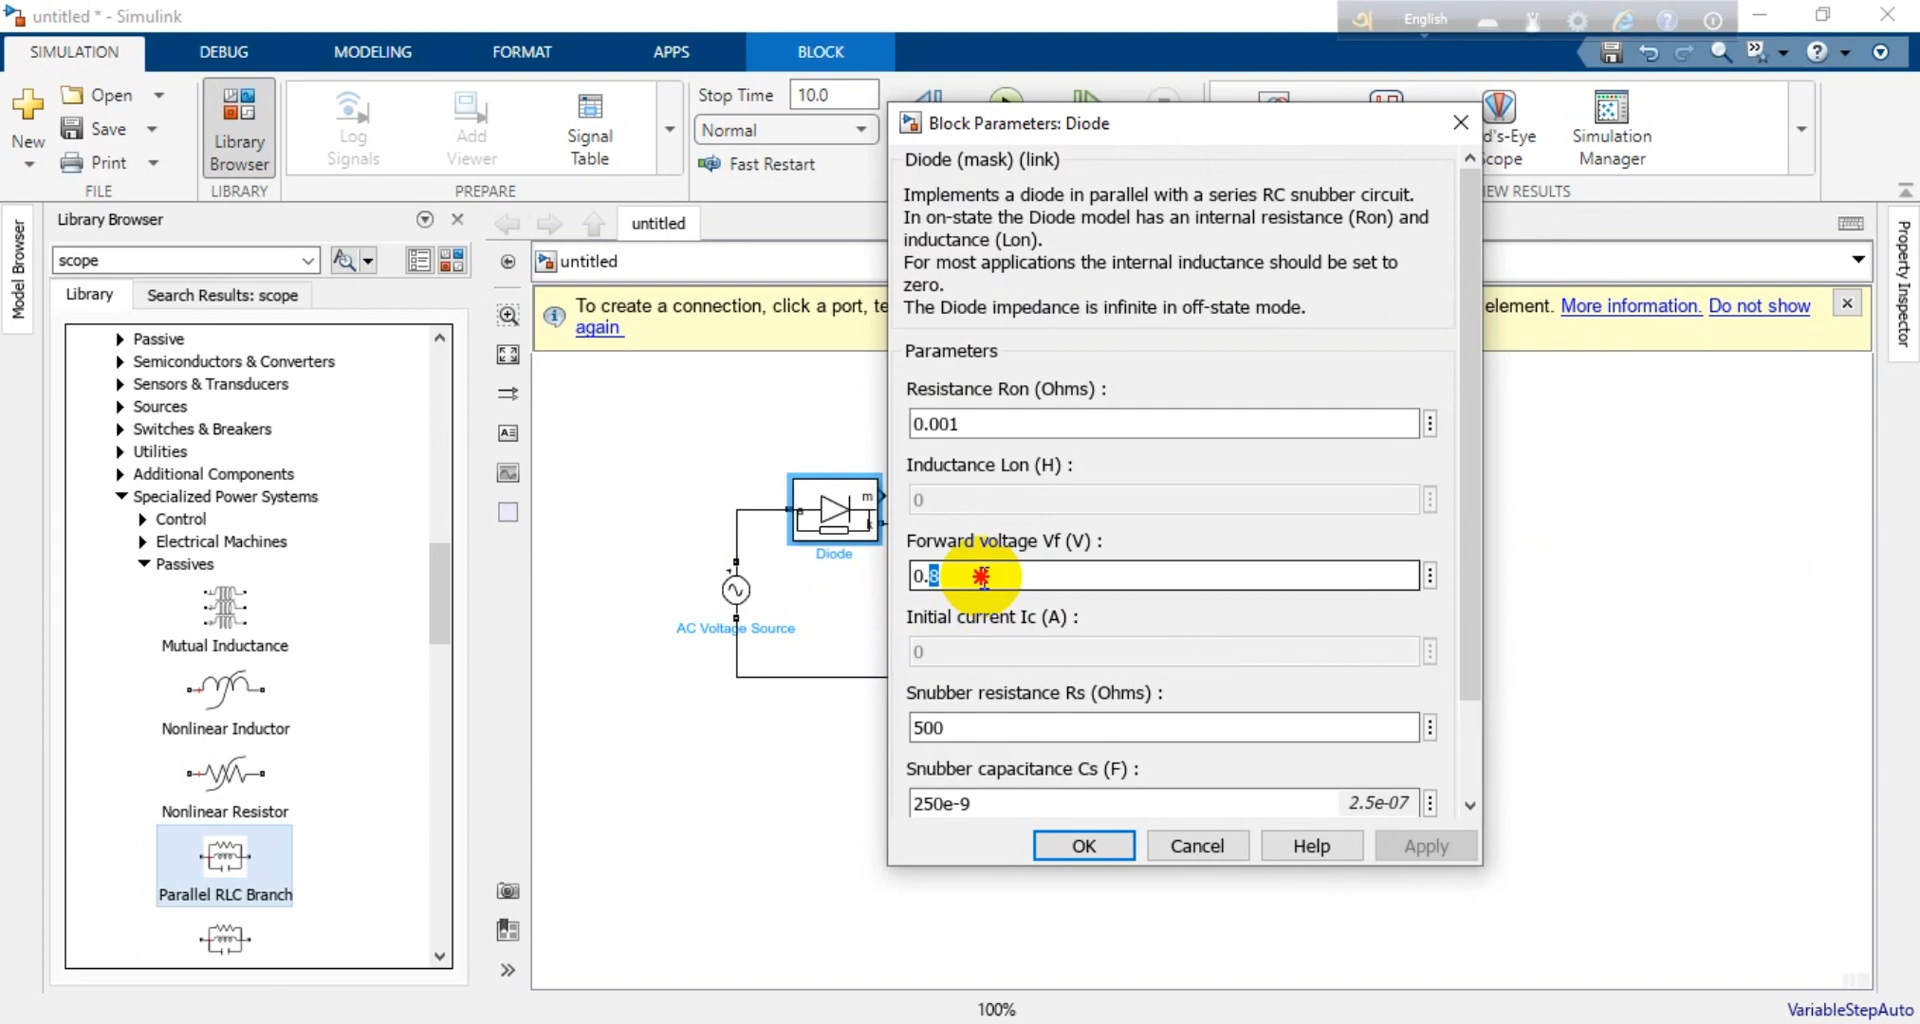 untitled * - Simulink
English
SIMULATION
DEBUG
MODELING
FORMAT
APPS
BLOCK
New
Open
Save
Print
FILE
Library
Browser
LIBRARY
Log
Signals
Add
Viewer
Signal
Table
PREPARE
Stop Time
10.0
Normal
Fast Restart
d's-Eye
Scope
Simulation
Manager
EW RESULTS
Model Browser
Library Browser
scope
Library
Search Results: scope
Passive
Semiconductors & Converters
Sensors & Transducers
Sources
Switches & Breakers
Utilities
Additional Components
Specialized Power Systems
Control
Electrical Machines
Passives
Mutual Inductance
Nonlinear Inductor
Nonlinear Resistor
Parallel RLC Branch
untitled
untitled
To create a connection, click a port, te
again
element. More information. Do not show
m
k
Diode
AC Voltage Source
Block Parameters: Diode
Diode (mask) (link)
Implements a diode in parallel with a series RC snubber circuit.
In on-state the Diode model has an internal resistance (Ron) and
inductance (Lon).
For most applications the internal inductance should be set to
zero.
The Diode impedance is infinite in off-state mode.
Parameters
Resistance Ron (Ohms) :
0.001
Inductance Lon (H) :
0
Forward voltage Vf (V) :
0.8
Initial current Ic (A) :
0
Snubber resistance Rs (Ohms) :
500
Snubber capacitance Cs (F) :
250e-9
2.5e-07
OK
Cancel
Help
Apply
Property Inspector
100%
VariableStepAuto